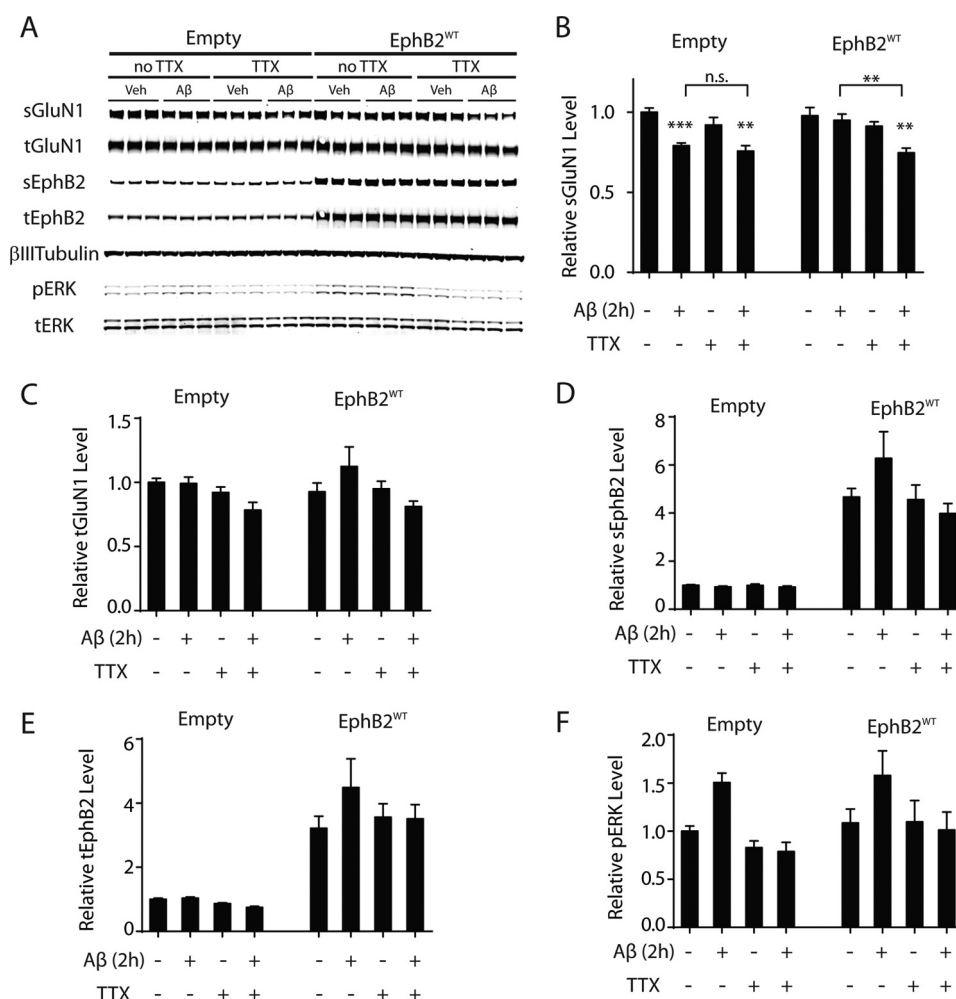 A
Empty EphB2WT
no TTX TTX no TTX TTX
Veh Aβ Veh Aβ Veh Aβ Veh Aβ
sGluN1
tGluN1
sEphB2
tEphB2
βIIITubulin
pERK
tERK
B
Empty EphB2WT
n.s. **
*** ** **
Relative sGluN1 Level
1.0
0.5
0.0
Aβ (2h) - + - + - + - +
TTX - - + + - - + +
C
Empty EphB2WT
Relative tGluN1 Level
1.5
1.0
0.5
0.0
Aβ (2h) - + - + - + - +
TTX - - + + - - + +
D
Empty EphB2WT
Relative sEphB2 Level
8
6
4
2
0
Aβ (2h) - + - + - + - +
TTX - - + + - - + +
E
Empty EphB2WT
Relative tEphB2 Level
6
4
2
0
Aβ (2h) - + - + - + - +
TTX - - + + - - + +
F
Empty EphB2WT
Relative pERK Level
2.0
1.5
1.0
0.5
0.0
Aβ (2h) - + - + - + - +
TTX - - + + - - + +